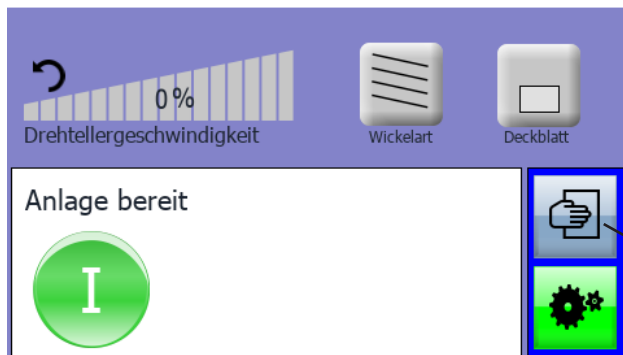 0 %
Drehtellergeschwindigkeit
Wickelart
Deckblatt
Anlage bereit
I